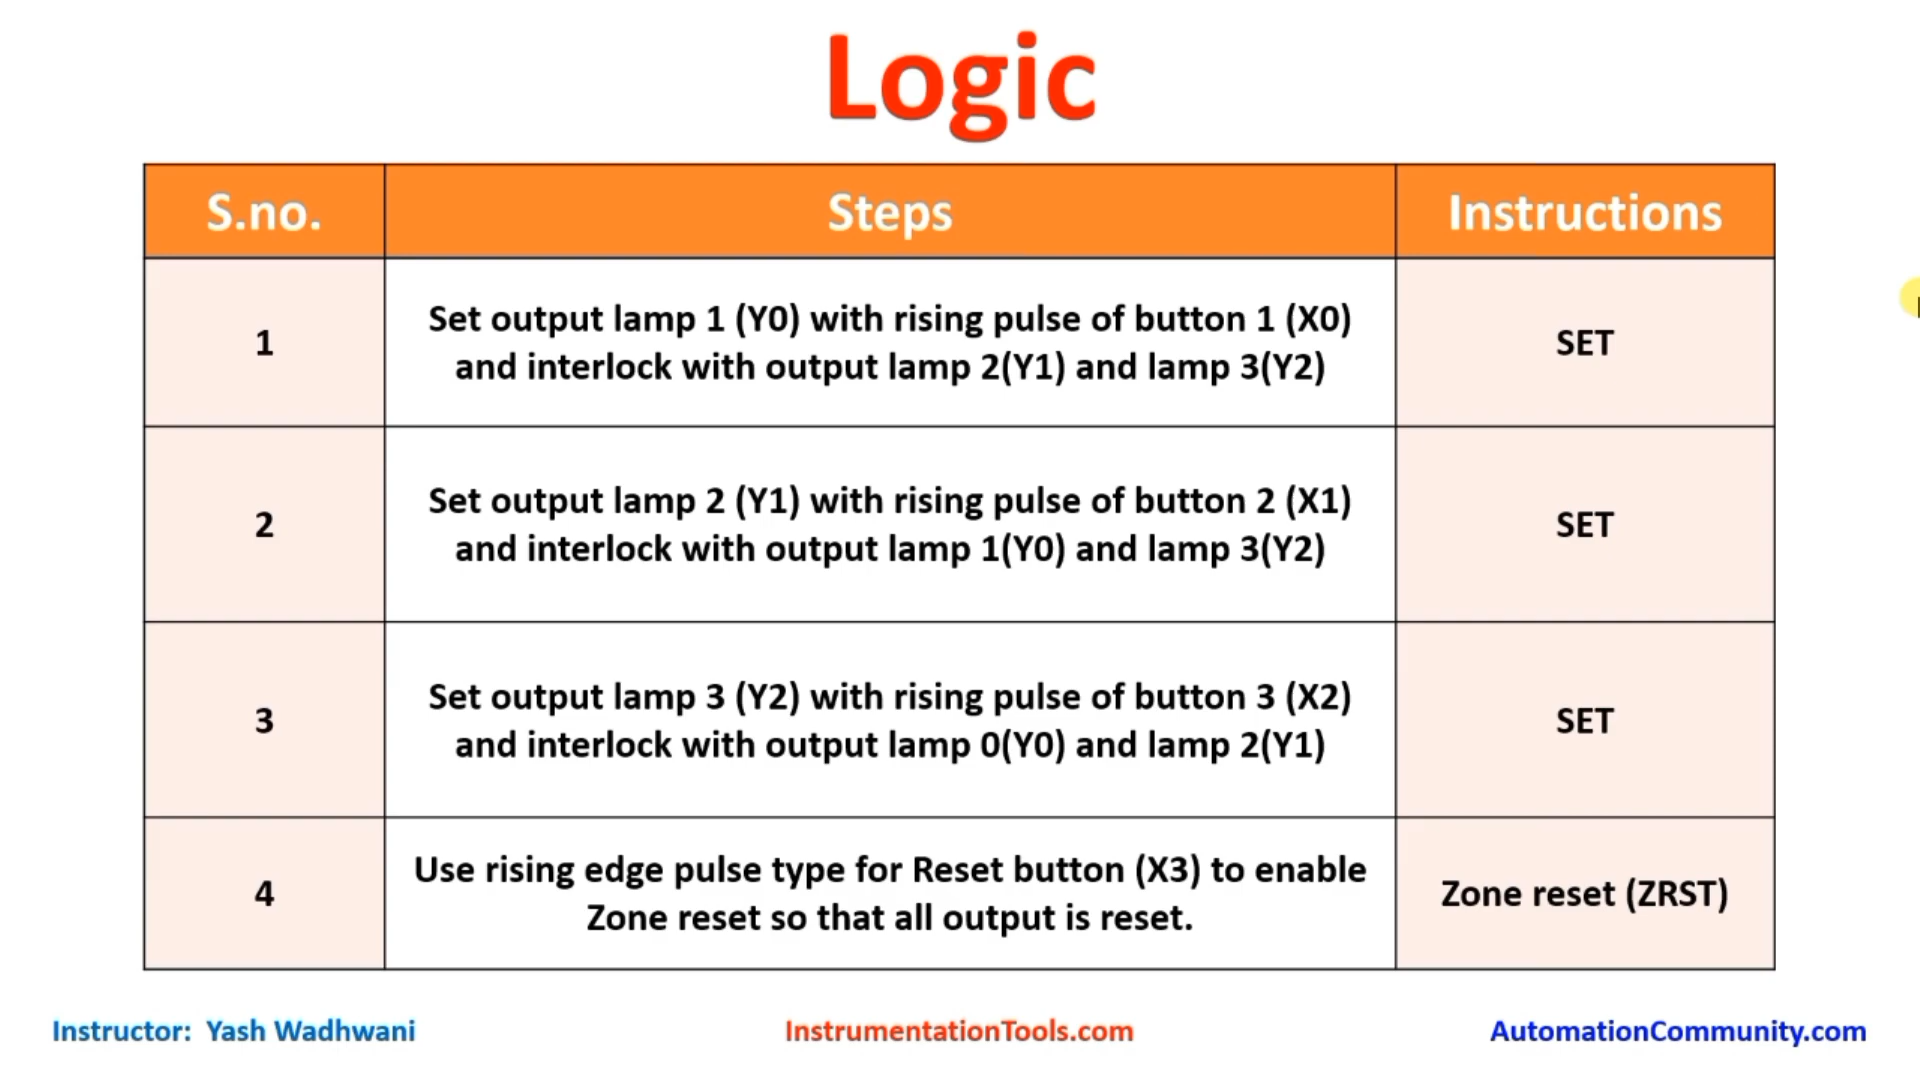 Logic
S.no.
Steps
Instructions
1
Set output lamp 1 (Y0) with rising pulse of button 1 (X0)
and interlock with output lamp 2(Y1) and lamp 3(Y2)
SET
2
Set output lamp 2 (Y1) with rising pulse of button 2 (X1)
and interlock with output lamp 1(Y0) and lamp 3(Y2)
SET
3
Set output lamp 3 (Y2) with rising pulse of button 3 (X2)
and interlock with output lamp 0(Y0) and lamp 2(Y1)
SET
4
Use rising edge pulse type for Reset button (X3) to enable
Zone reset so that all output is reset.
Zone reset (ZRST)
Instructor:  Yash Wadhwani
InstrumentationTools.com
AutomationCommunity.com